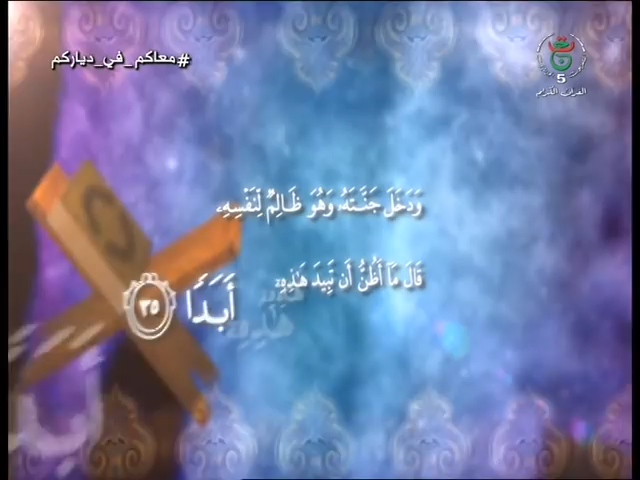 #معاكم_في_دياركم
5
القرآن الكريم
وَدَخَلَ جَنَّتَهُۥ وَهُوَ ظَالِمٌ لِّنَفْسِهِۦ
قَالَ مَآ أَظُنُّ أَن تَبِيدَ هَٰذِهِۦٓ
أَبَدًا ٣٥